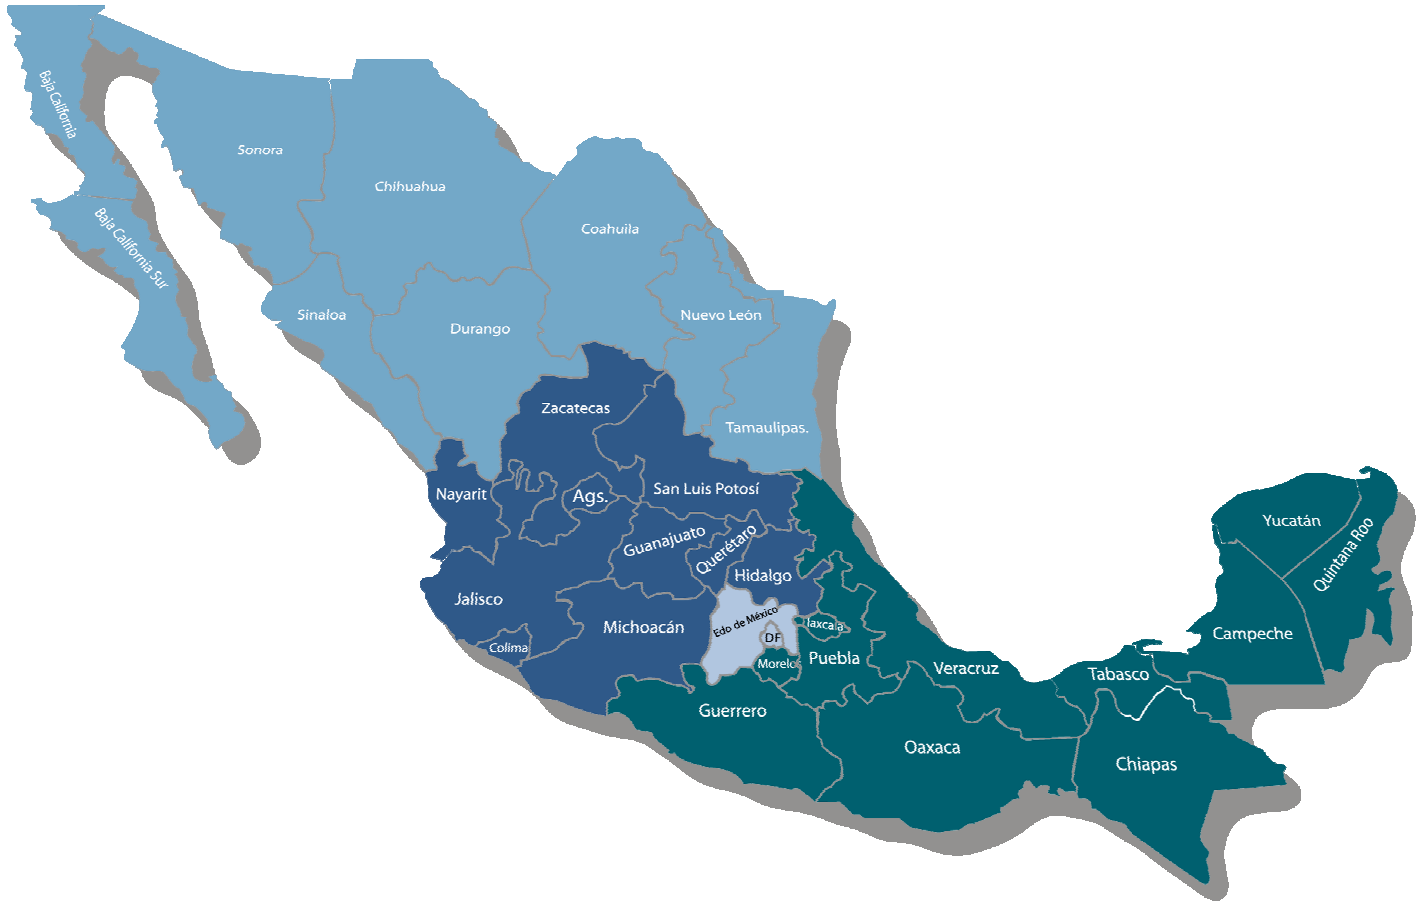 Baja California
Sonora
Chihuahua
Baja California Sur
Coahuila
Sinaloa
Durango
Nuevo León
Zacatecas
Tamaulipas.
Nayarit
Ags.
San Luis Potosí
Guanajuato
Querétaro
Hidalgo
Jalisco
Michoacán
Edo de México
DF
laxcala
Colima
Morelo
Puebla
Veracruz
Tabasco
Guerrero
Oaxaca
Chiapas
Yucatán
Quintana Roo
Campeche